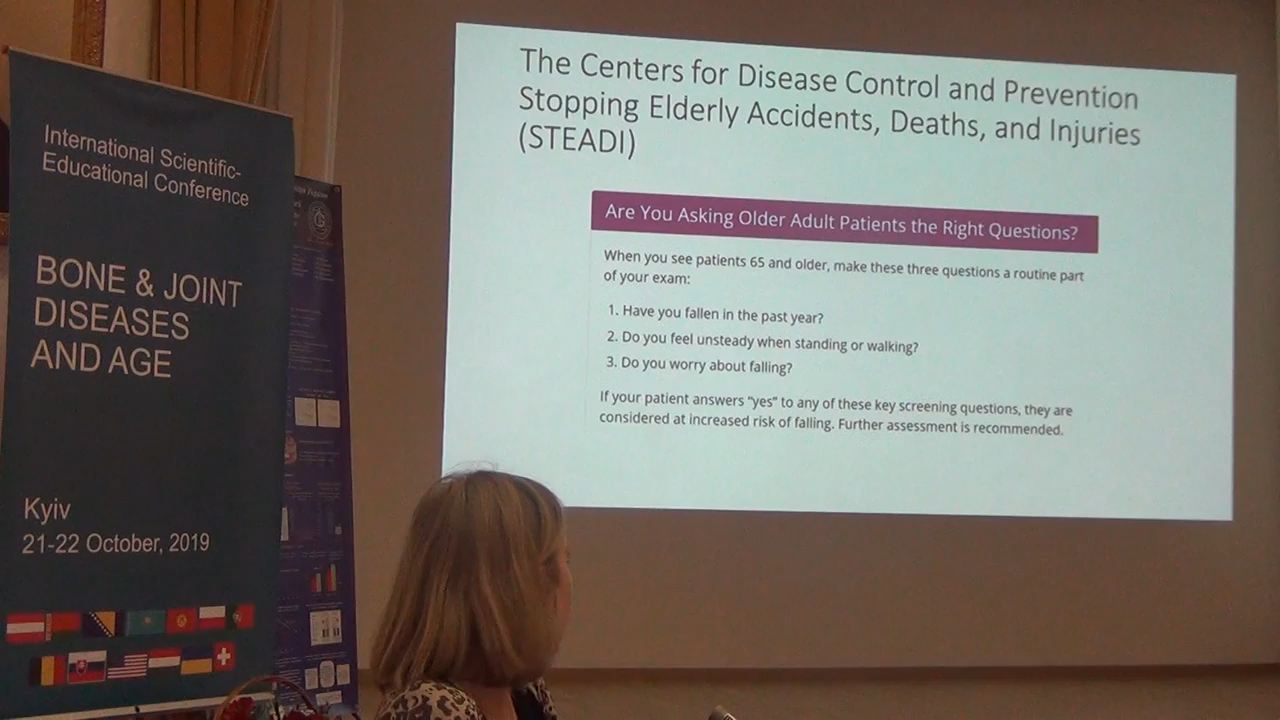 International Scientific-
Educational Conference
BONE & JOINT
DISEASES
AND AGE
Kyiv
21-22 October, 2019
The Centers for Disease Control and Prevention
Stopping Elderly Accidents, Deaths, and Injuries
(STEADI)
Are You Asking Older Adult Patients the Right Questions?
When you see patients 65 and older, make these three questions a routine part
of your exam:
1. Have you fallen in the past year?
2. Do you feel unsteady when standing or walking?
3. Do you worry about falling?
If your patient answers “yes” to any of these key screening questions, they are
considered at increased risk of falling. Further assessment is recommended.